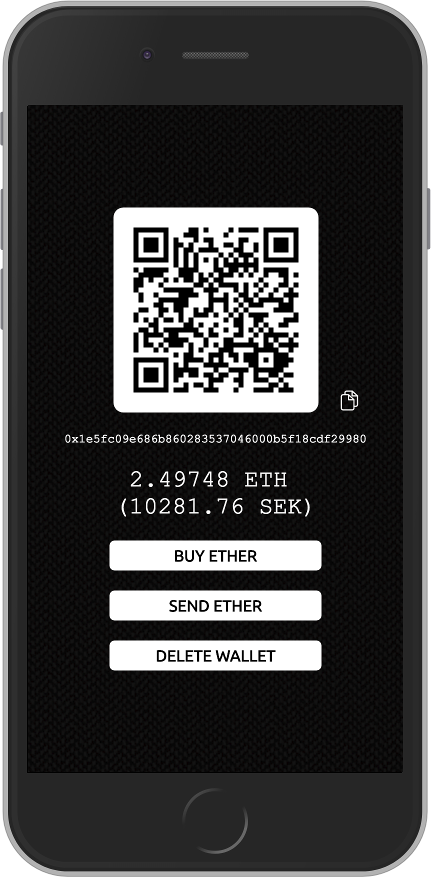 0x1e5fc09e686b860283537046000b5f18cdf29980
2.49748 ETH
(10281.76 SEK)
BUY ETHER
SEND ETHER
DELETE WALLET